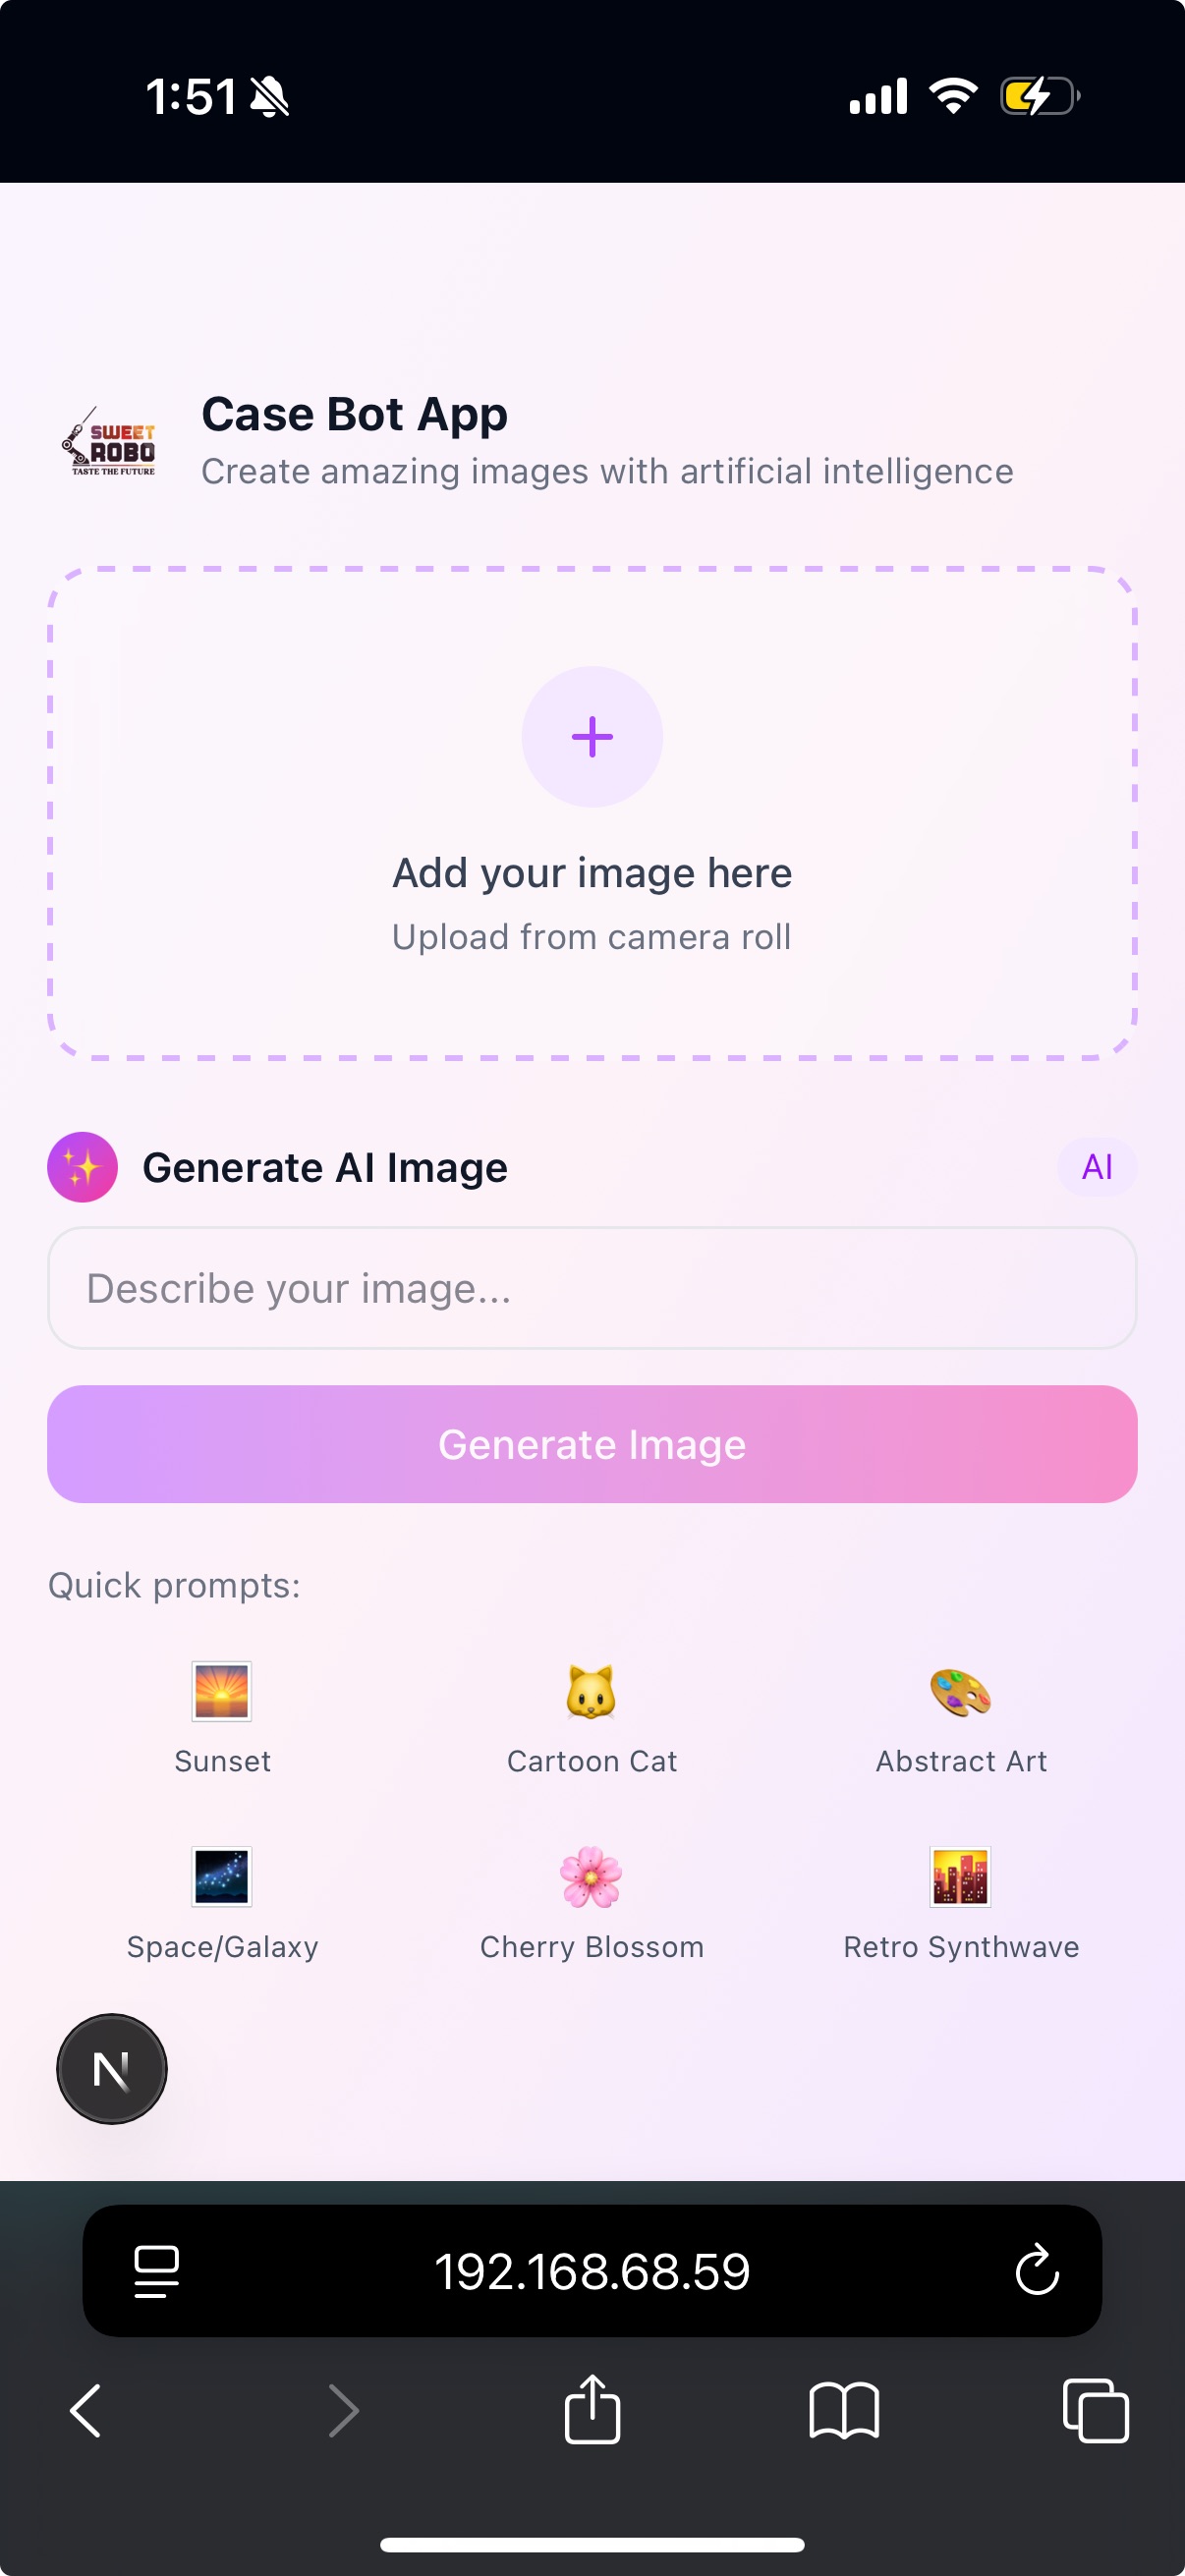 1:51
SWEET
ROBO
TASTE THE FUTURE
Case Bot App
Create amazing images with artificial intelligence
Add your image here
Upload from camera roll
Generate AI Image
AI
Describe your image...
Generate Image
Quick prompts:
Sunset
Cartoon Cat
Abstract Art
Space/Galaxy
Cherry Blossom
Retro Synthwave
N
192.168.68.59